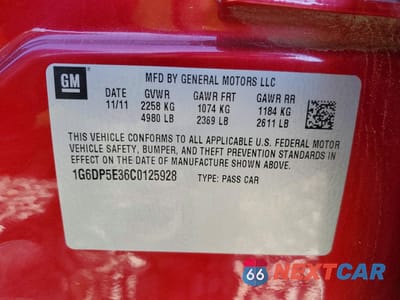 GM
MFD BY GENERAL MOTORS LLC
DATE GVWR GAWR FRT GAWR RR
11/11 2258 KG 1074 KG 1184 KG
4980 LB 2369 LB 2611 LB
THIS VEHICLE CONFORMS TO ALL APPLICABLE U.S. FEDERAL MOTOR
VEHICLE SAFETY, BUMPER, AND THEFT PREVENTION STANDARDS IN
EFFECT ON THE DATE OF MANUFACTURE SHOWN ABOVE.
1G6DP5E36C0125928 TYPE: PASS CAR
66 NEXTCAR